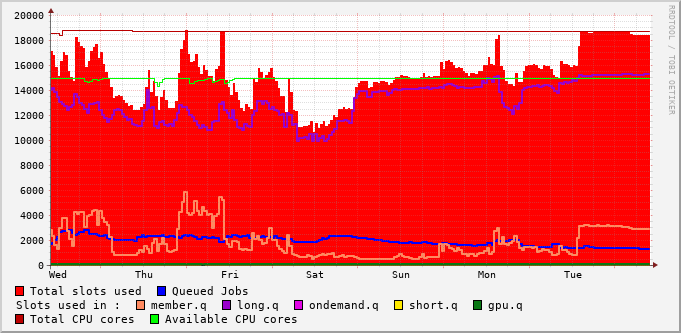 20000
18000
16000
14000
12000
10000
8000
6000
4000
2000
0
Wed Thu Fri Sat Sun Mon Tue
RRDTOOL / TOBI OETIKER
Total slots used Queued Jobs
Slots used in : member.q long.q ondemand.q short.q gpu.q
Total CPU cores Available CPU cores